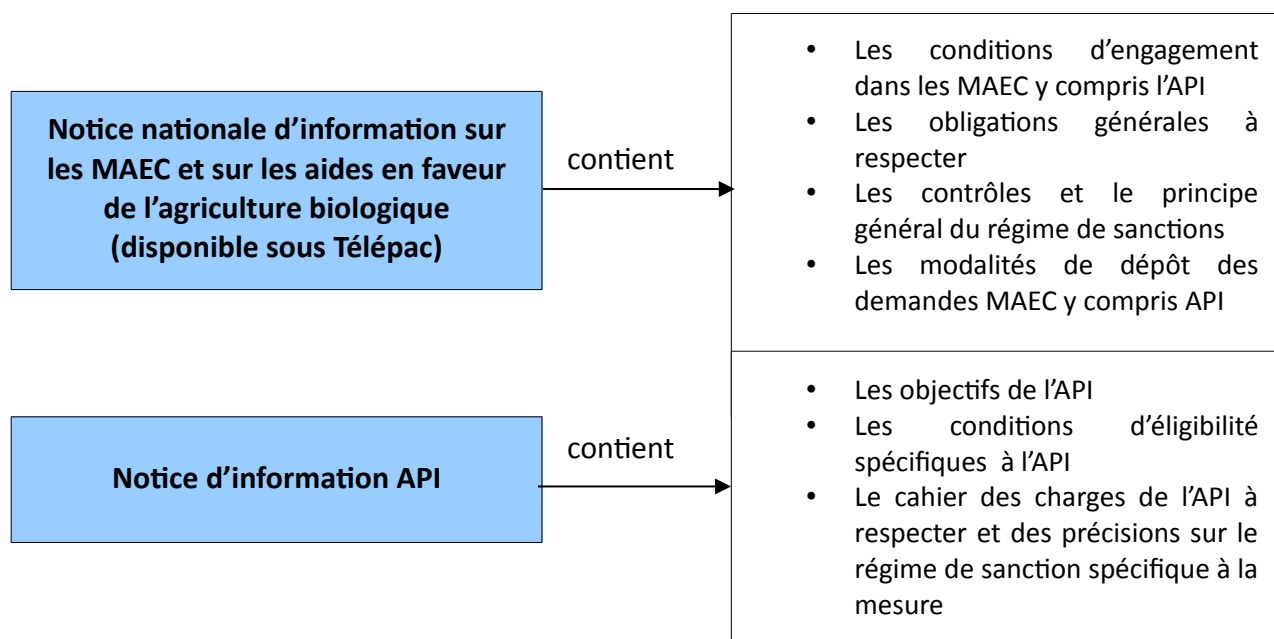 Notice nationale d’information sur
les MAEC et sur les aides en faveur
de l’agriculture biologique
(disponible sous Télépac)
contient
• Les conditions d’engagement
dans les MAEC y compris l’API
• Les obligations générales à
respecter
• Les contrôles et le principe
général du régime de sanctions
• Les modalités de dépôt des
demandes MAEC y compris API
Notice d’information API
contient
• Les objectifs de l’API
• Les conditions d’éligibilité
spécifiques à l’API
• Le cahier des charges de l’API à
respecter et des précisions sur le
régime de sanction spécifique à la
mesure